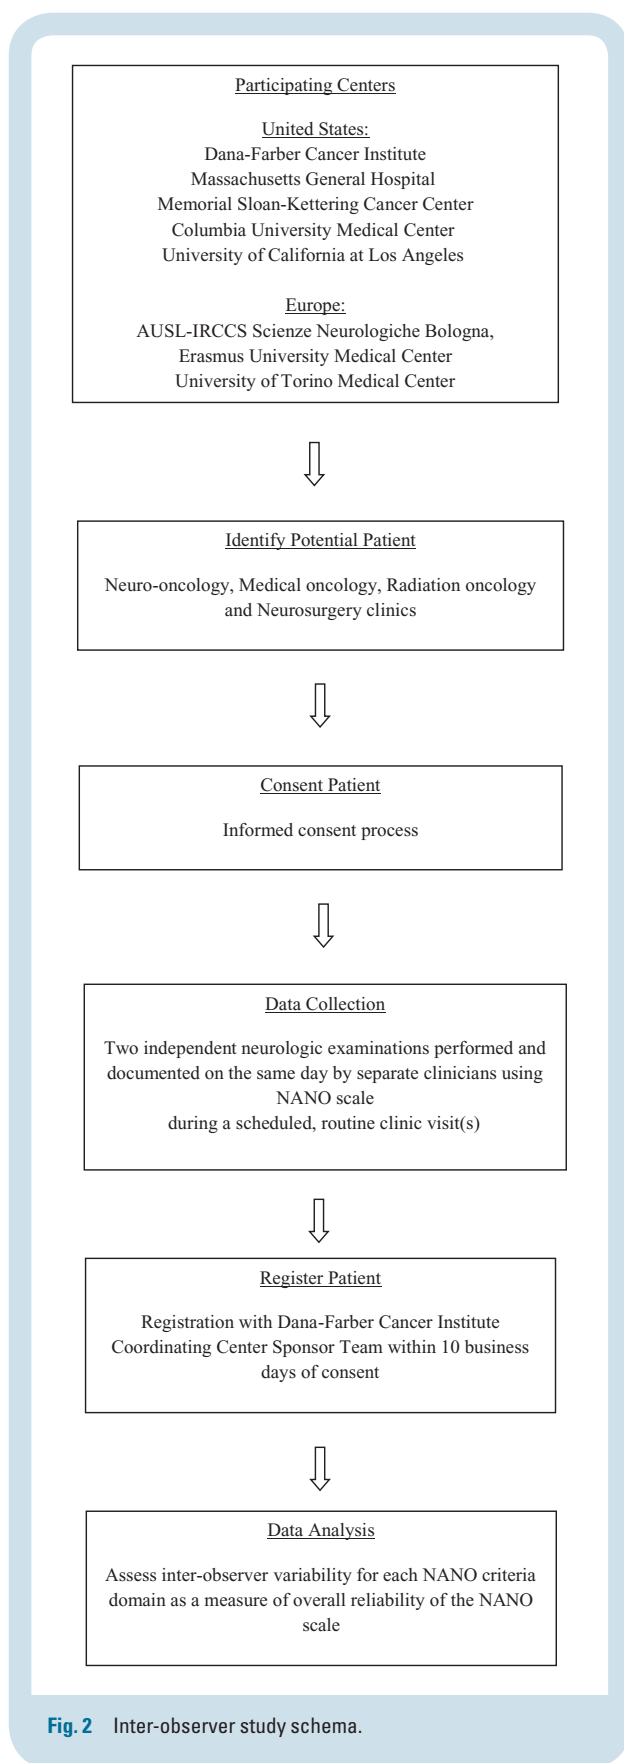 Participating Centers
United States:
Dana-Farber Cancer Institute
Massachusetts General Hospital
Memorial Sloan-Kettering Cancer Center
Columbia University Medical Center
University of California at Los Angeles
Europe:
AUSL-IRCCS Scienze Neurologiche Bologna,
Erasmus University Medical Center
University of Torino Medical Center
Identify Potential Patient
Neuro-oncology, Medical oncology, Radiation oncology
and Neurosurgery clinics
Consent Patient
Informed consent process
Data Collection
Two independent neurologic examinations performed and
documented on the same day by separate clinicians using
NANO scale
during a scheduled, routine clinic visit(s)
Register Patient
Registration with Dana-Farber Cancer Institute
Coordinating Center Sponsor Team within 10 business
days of consent
Data Analysis
Assess inter-observer variability for each NANO criteria
domain as a measure of overall reliability of the NANO
scale
Fig. 2 Inter-observer study schema.